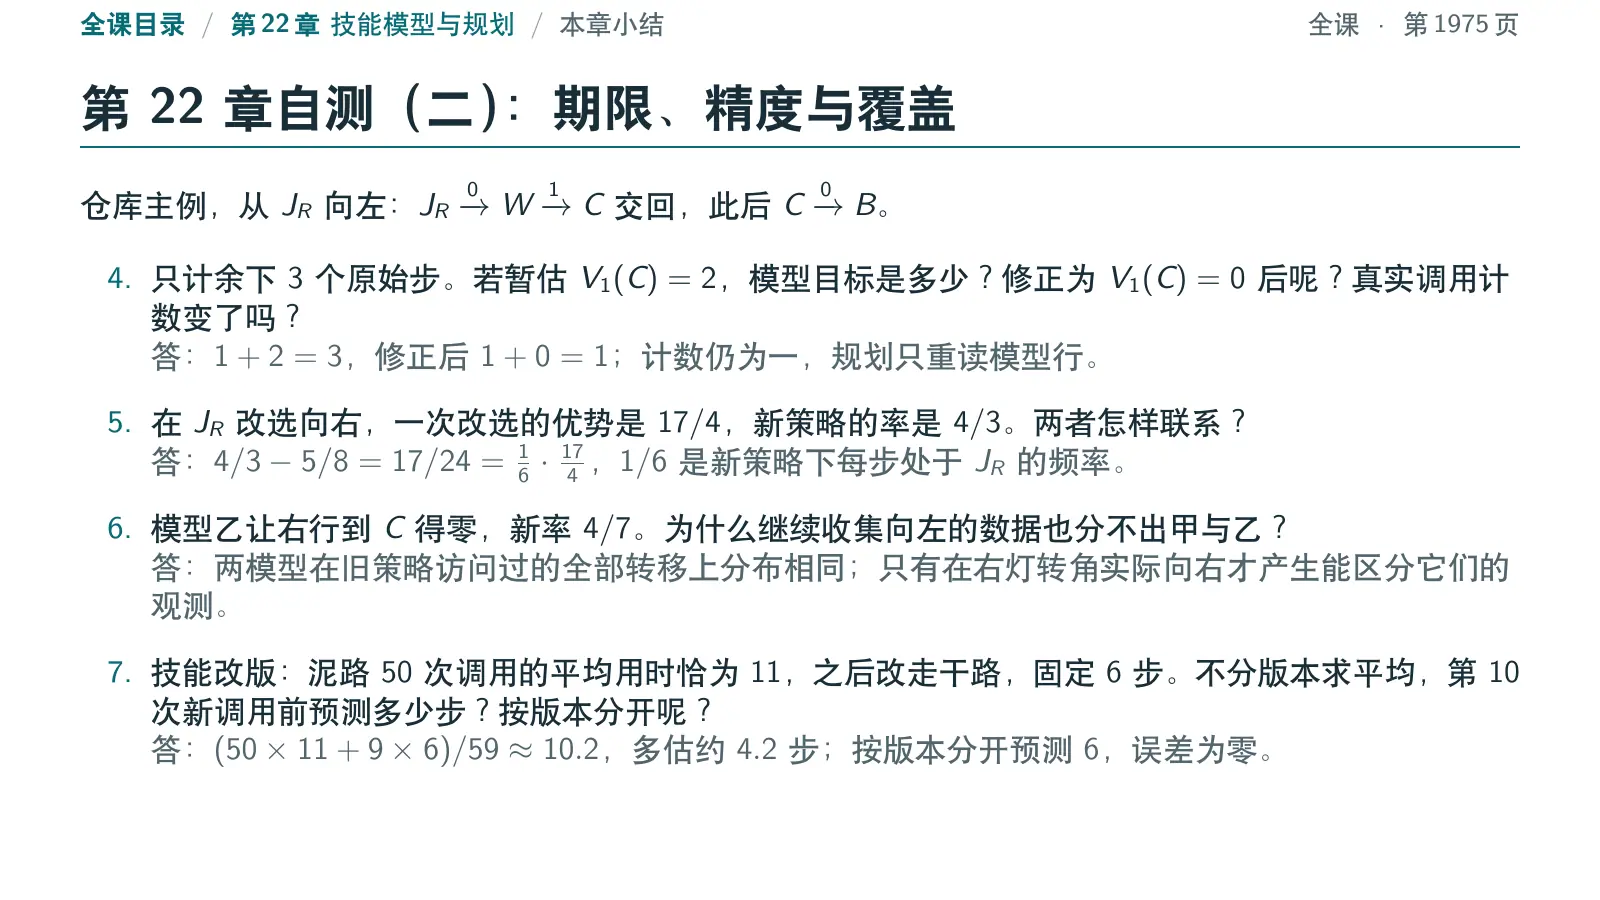 全课目录 / 第 22 章 技能模型与规划 / 本章小结
全课 · 第 1975 页
第 22 章自测（二）：期限、精度与覆盖
仓库主例，从 J_R 向左：J_R →^0 W →^1 C 交回，此后 C →^0 B。
4. 只计余下 3 个原始步。若暂估 V₁(C) = 2，模型目标是多少？修正为 V₁(C) = 0 后呢？真实调用计
数变了吗？
答：1 + 2 = 3，修正后 1 + 0 = 1；计数仍为一，规划只重读模型行。
5. 在 J_R 改选向右，一次改选的优势是 17/4，新策略的率是 4/3。两者怎样联系？
答：4/3 − 5/8 = 17/24 = 1/6 · 17/4，1/6 是新策略下每步处于 J_R 的频率。
6. 模型乙让右行到 C 得零，新率 4/7。为什么继续收集向左的数据也分不出甲与乙？
答：两模型在旧策略访问过的全部转移上分布相同；只有在右灯转角实际向右才产生能区分它们的
观测。
7. 技能改版：泥路 50 次调用的平均用时恰为 11，之后改走干路，固定 6 步。不分版本求平均，第 10
次新调用前预测多少步？按版本分开呢？
答：(50 × 11 + 9 × 6)/59 ≈ 10.2，多估约 4.2 步；按版本分开预测 6，误差为零。